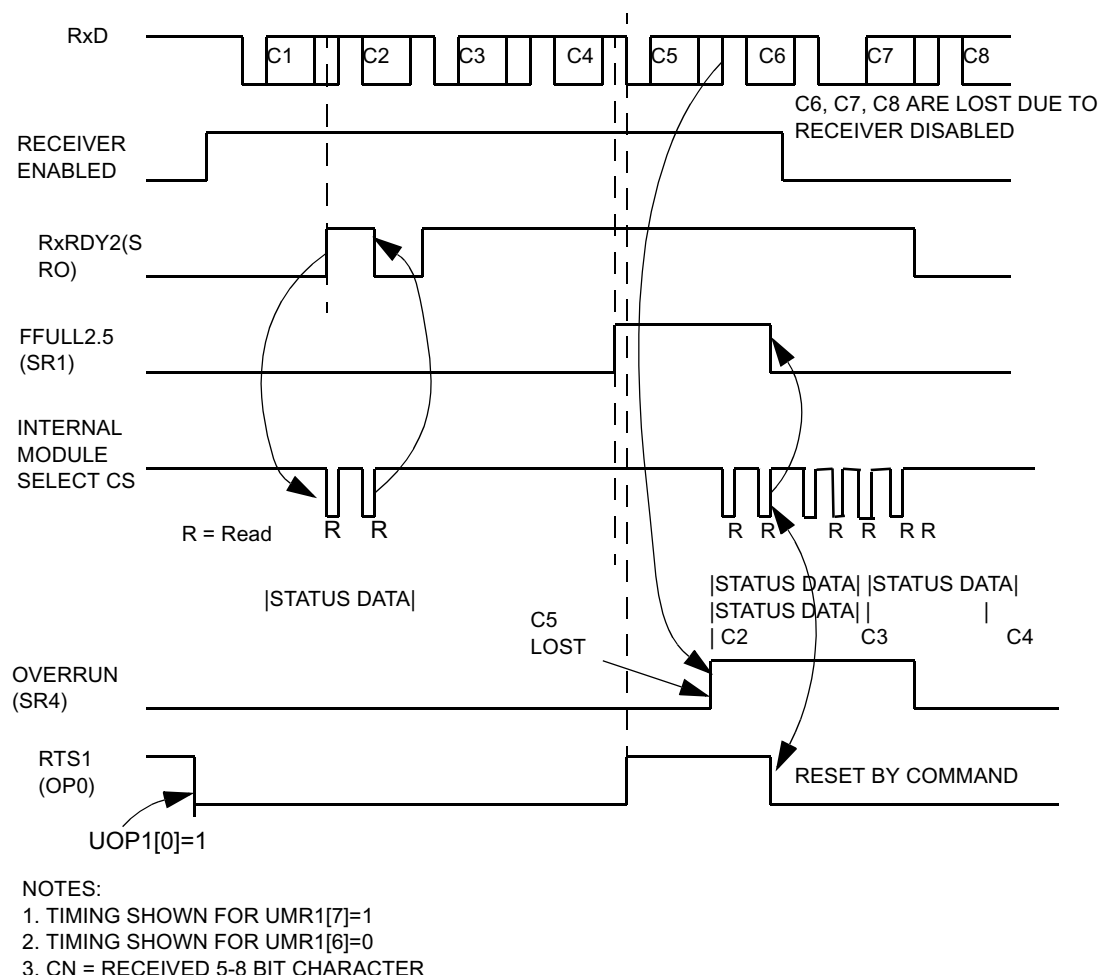 RxD
C1 C2 C3 C4 C5 C6 C7 C8
C6, C7, C8 ARE LOST DUE TO
RECEIVER DISABLED
RECEIVER
ENABLED
RxRDY2(S
RO)
FFULL2.5
(SR1)
INTERNAL
MODULE
SELECT CS
R = Read
R R R R R R R R
|STATUS DATA|
|STATUS DATA| |STATUS DATA|
|STATUS DATA| | |
| C2 C3 C4
C5
LOST
OVERRUN
(SR4)
RTS1
(OP0)
RESET BY COMMAND
UOP1[0]=1
NOTES:
1. TIMING SHOWN FOR UMR1[7]=1
2. TIMING SHOWN FOR UMR1[6]=0
3. CN = RECEIVED 5-8 BIT CHARACTER